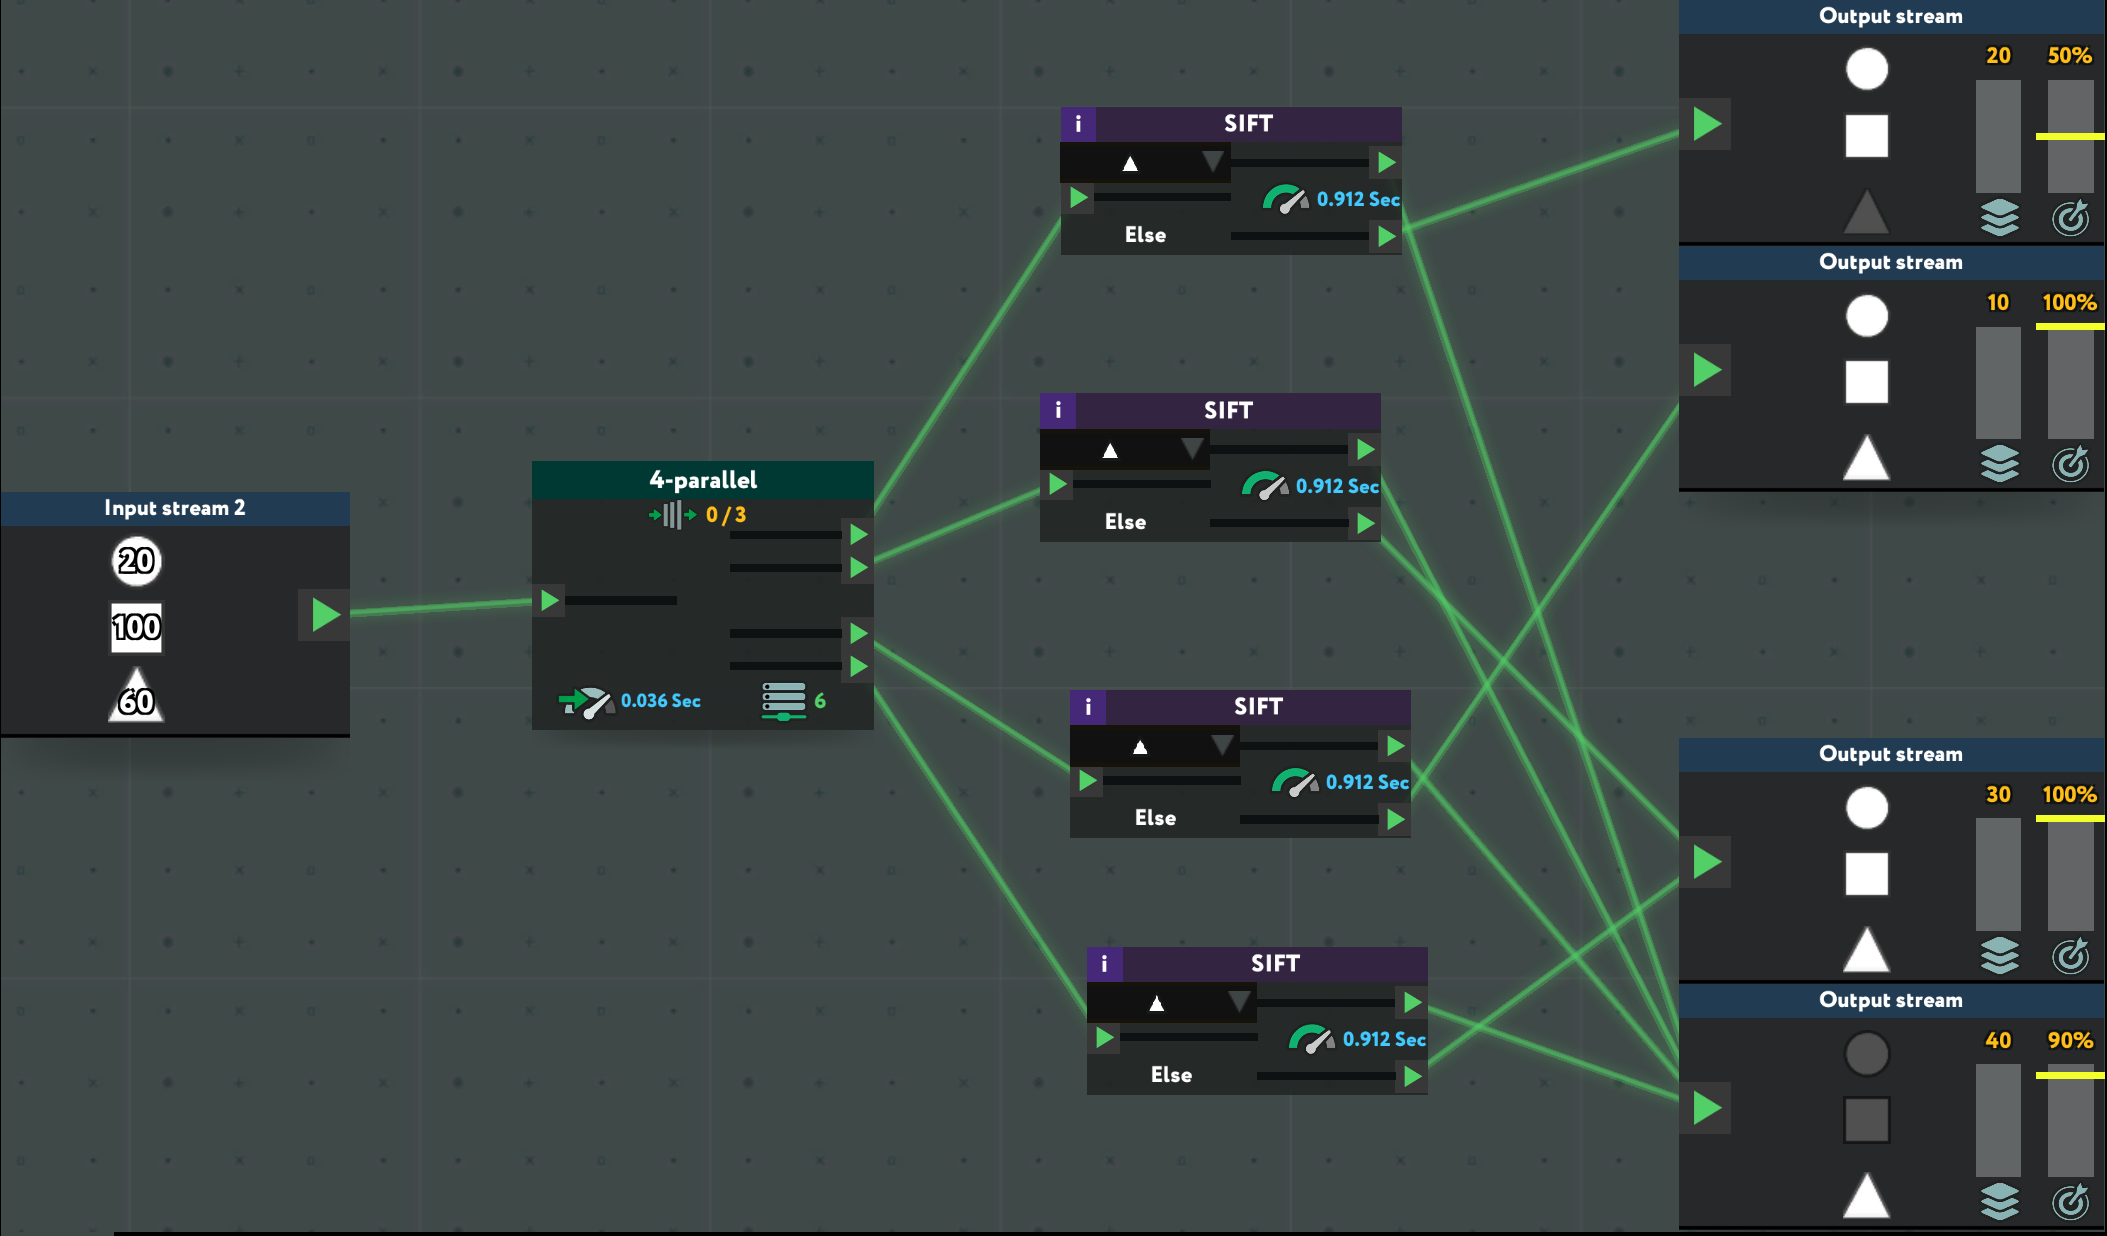 Input stream 2
20
100
60
4-parallel
0 / 3
0.036 Sec
6
i
SIFT
0.912 Sec
Else
i
SIFT
0.912 Sec
Else
i
SIFT
0.912 Sec
Else
i
SIFT
0.912 Sec
Else
Output stream
20 50%
Output stream
10 100%
Output stream
30 100%
Output stream
40 90%